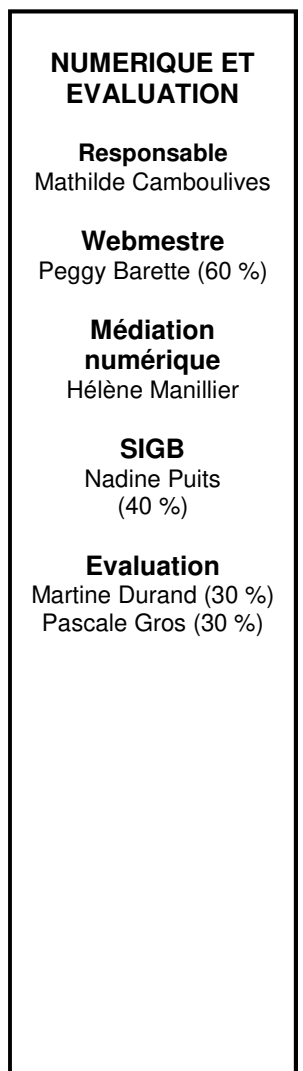 NUMERIQUE ET
EVALUATION
Responsable
Mathilde Camboulives
Webmestre
Peggy Barette (60 %)
Médiation
numérique
Hélène Manillier
SIGB
Nadine Puits
(40 %)
Evaluation
Martine Durand (30 %)
Pascale Gros (30 %)